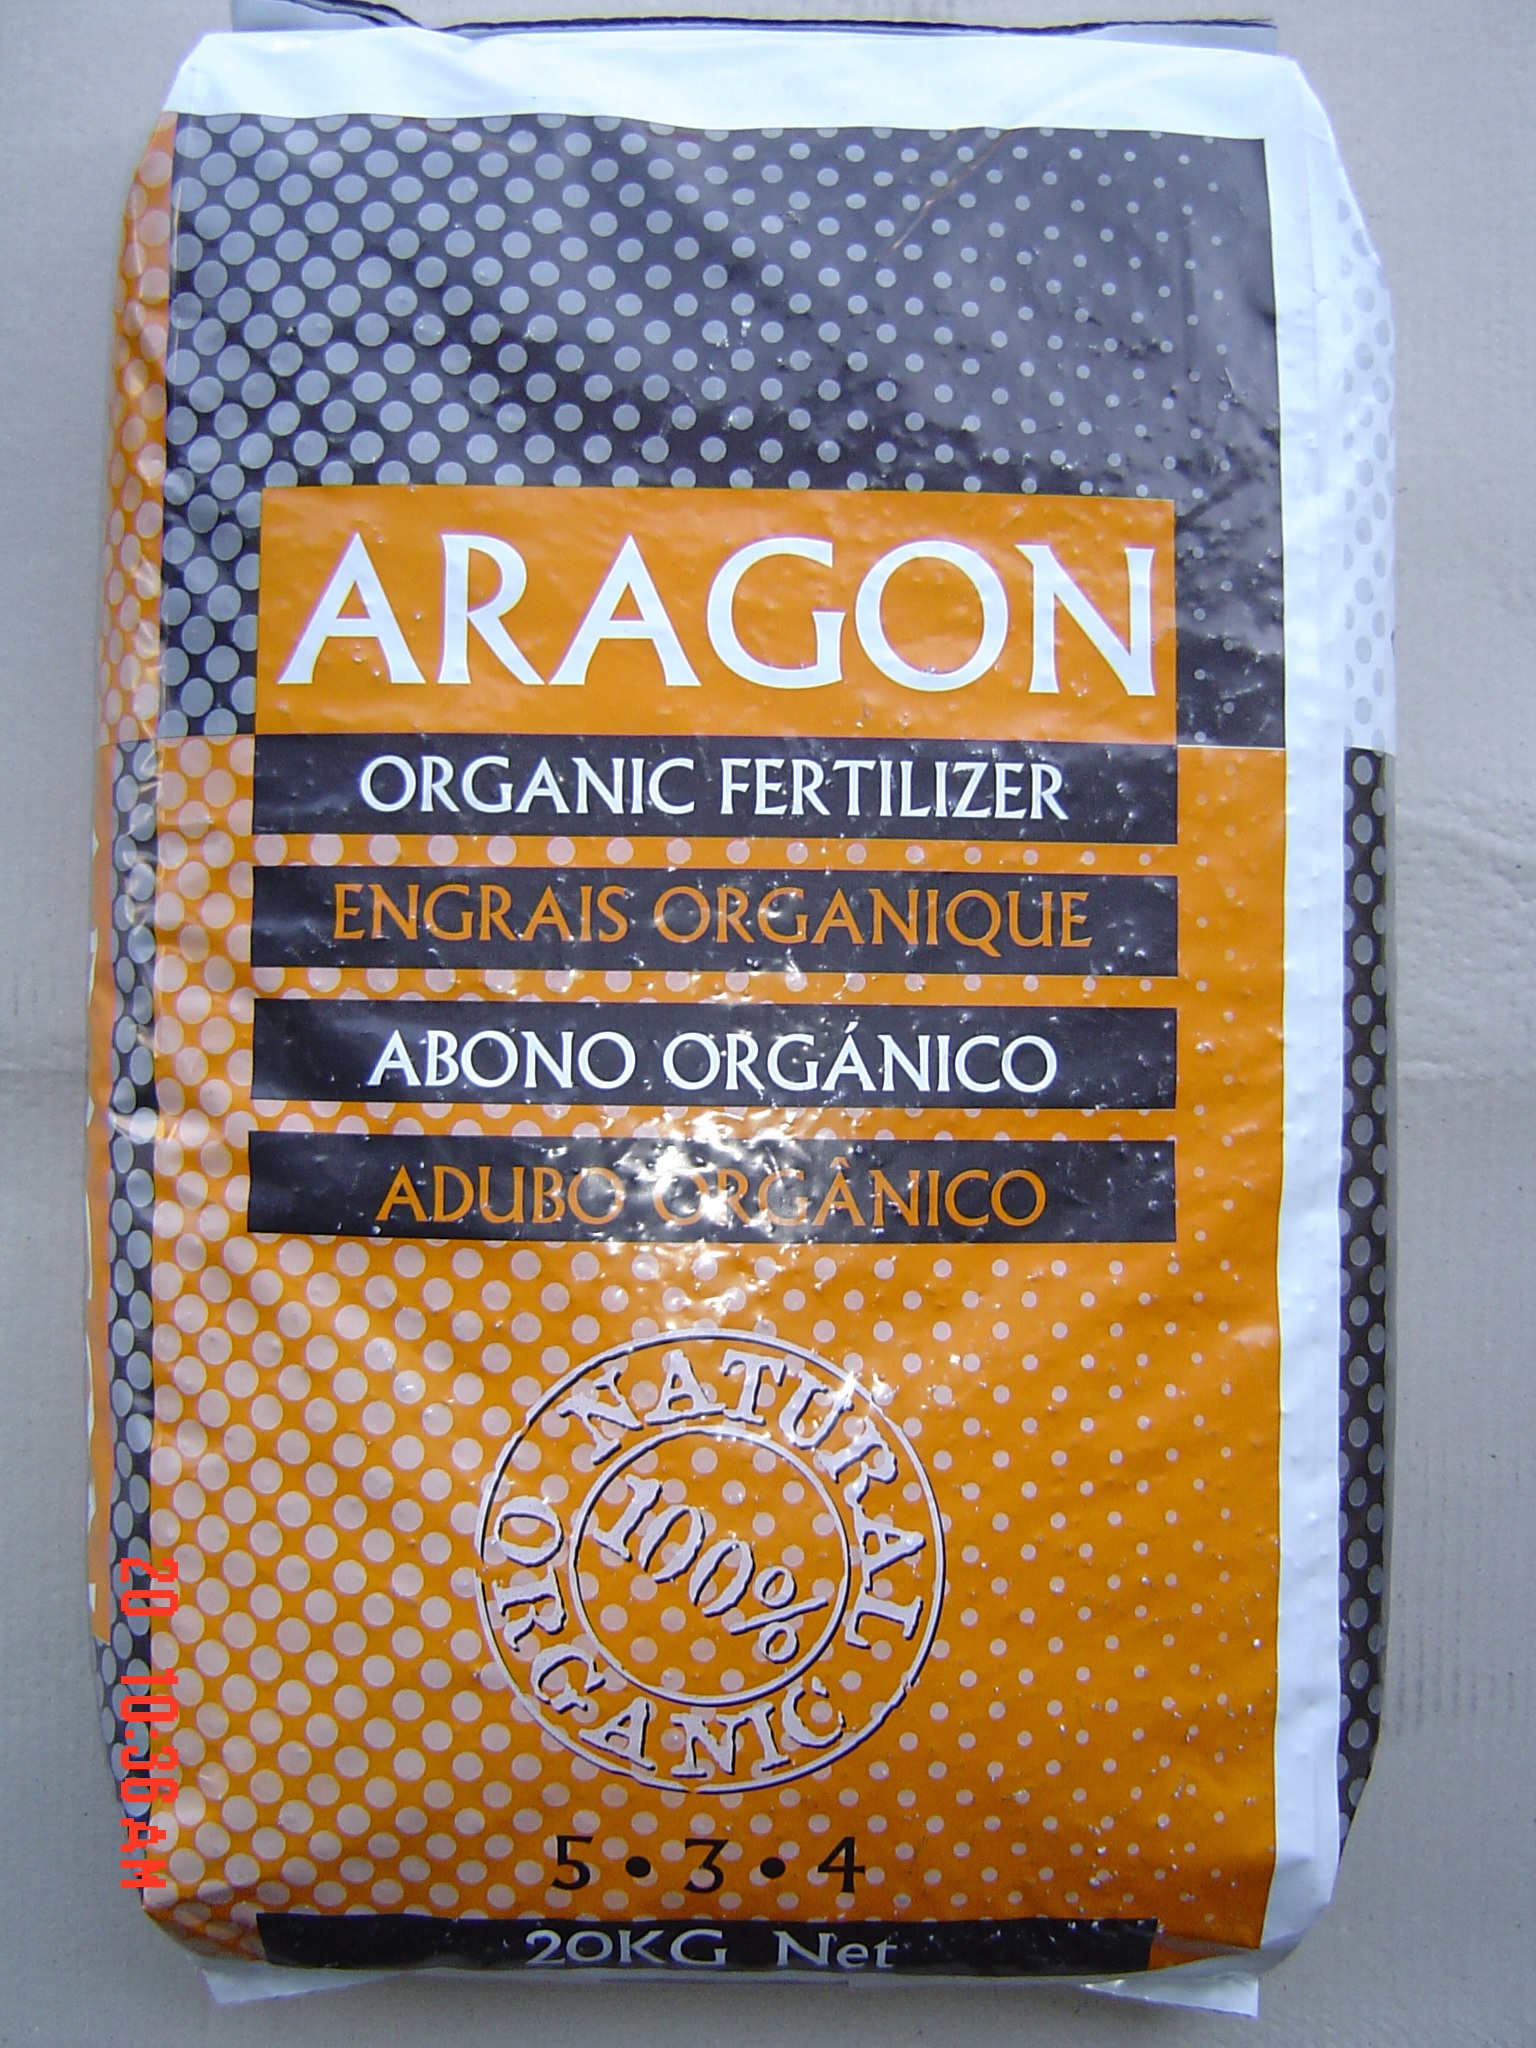 ARAGON
ORGANIC FERTILIZER
ENGRAIS ORGANIQUE
ABONO ORGÁNICO
ADUBO ORGÂNICO
NATURAL
100%
ORGANIC
5•3•4
20KG Net
20 10:36AM